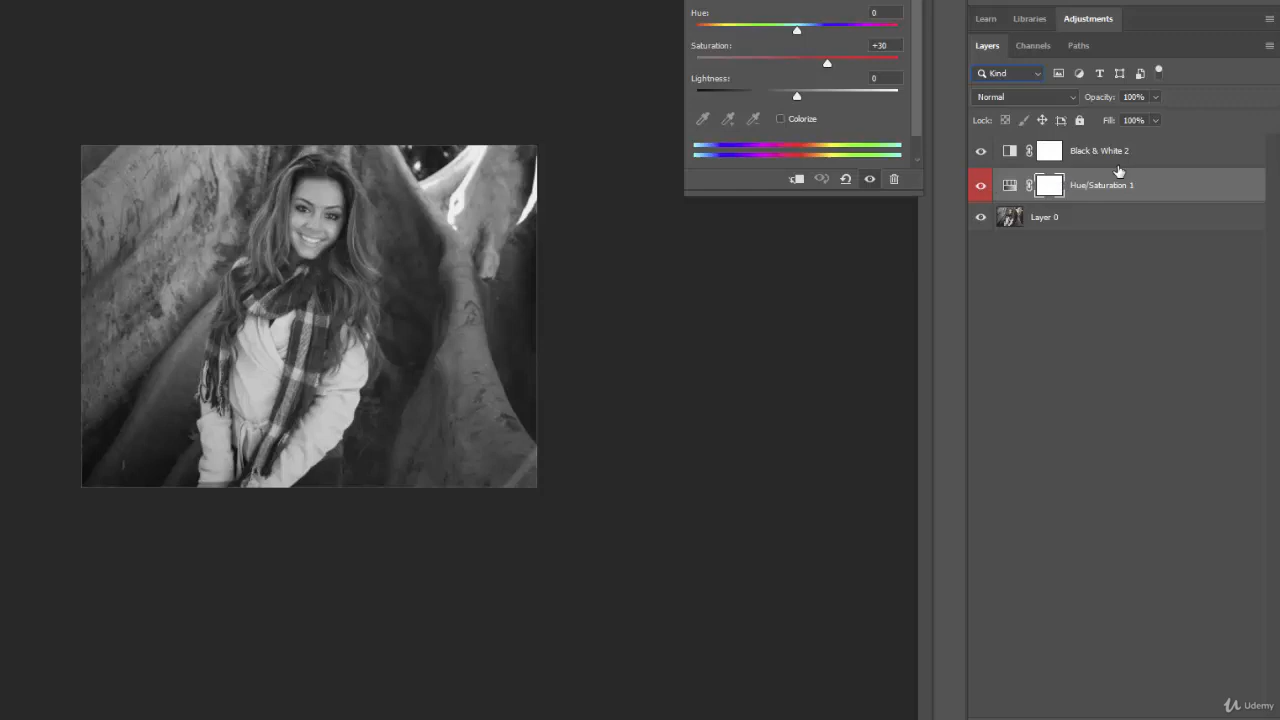 Hue:
0
Saturation:
+30
Lightness:
0
Colorize
Learn
Libraries
Adjustments
Layers
Channels
Paths
Kind
Normal
Opacity: 100%
Lock:
Fill: 100%
Black & White 2
Hue/Saturation 1
Layer 0
Udemy